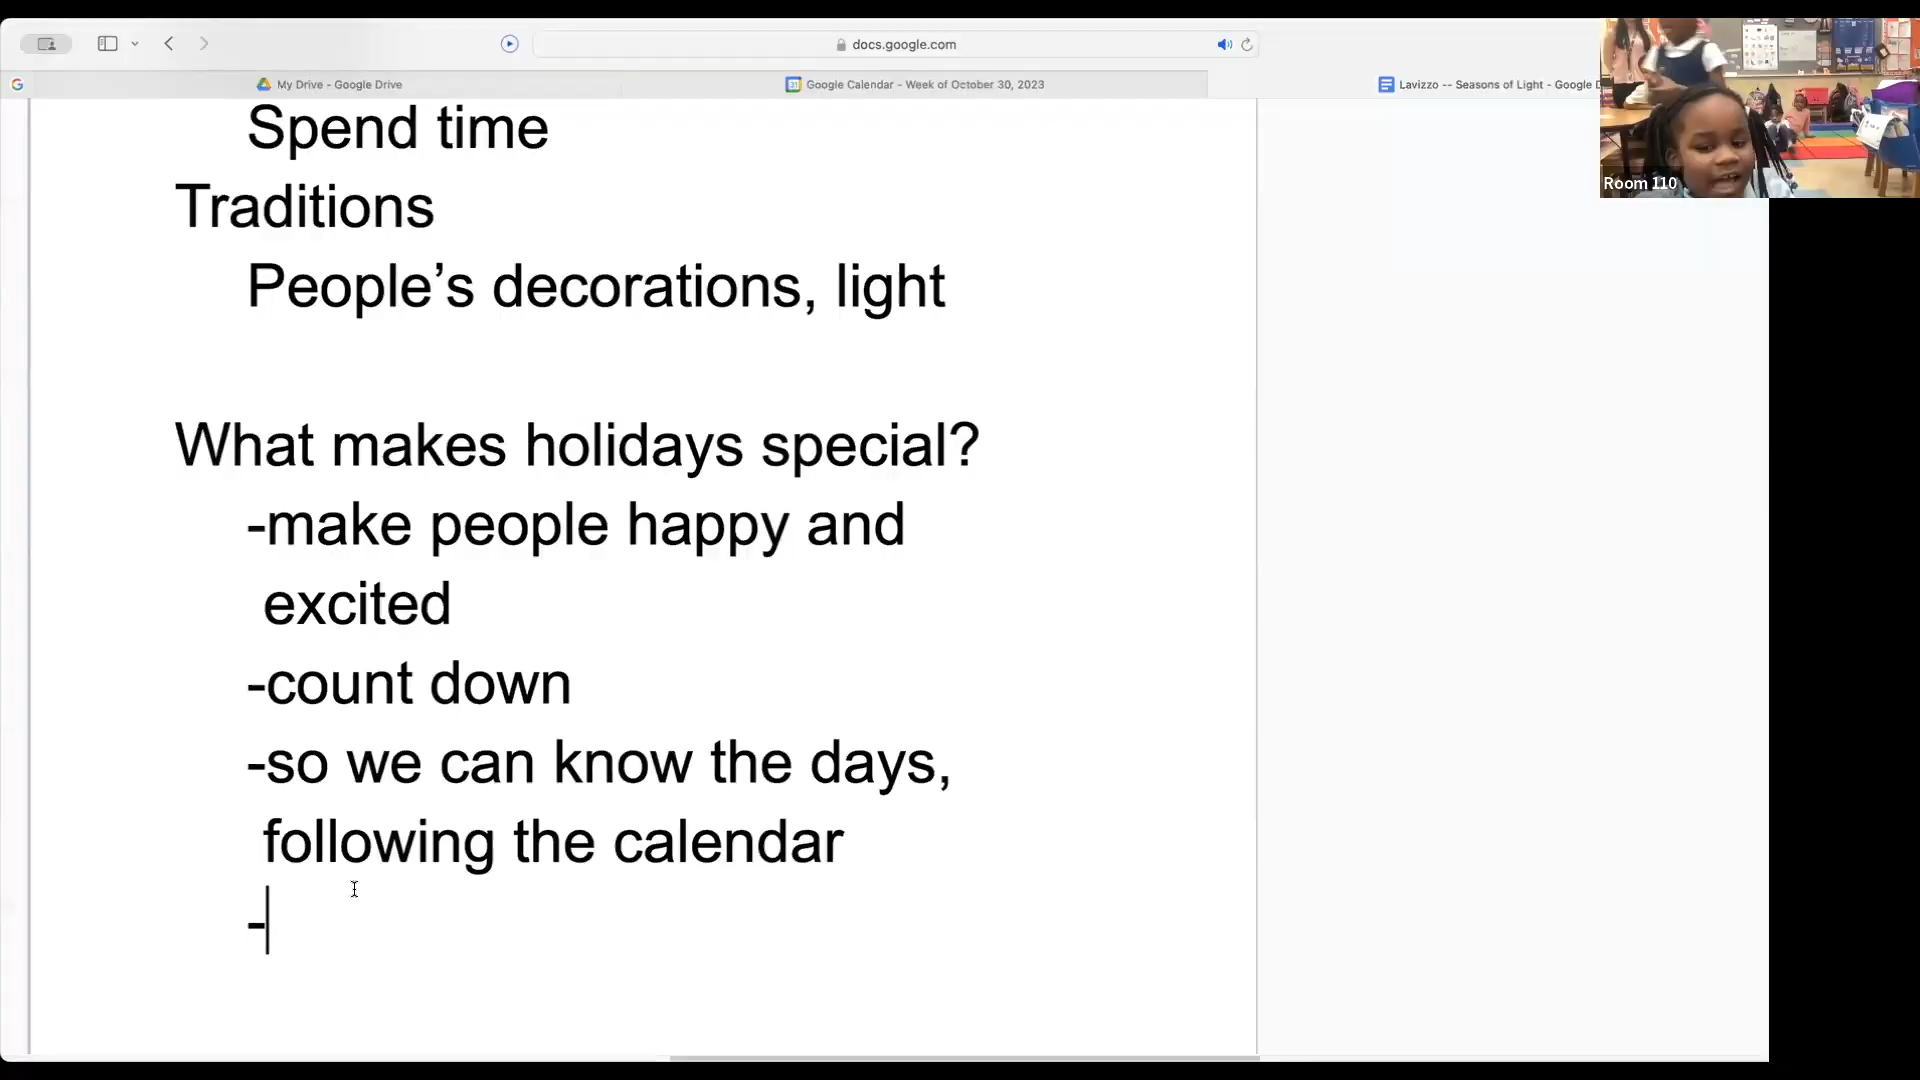 docs.google.com
My Drive - Google Drive
Google Calendar - Week of October 30, 2023
Lavizzo -- Seasons of Light - Google D
Room 110
Spend time
Traditions
People’s decorations, light
What makes holidays special?
-make people happy and
excited
-count down
-so we can know the days,
following the calendar
-